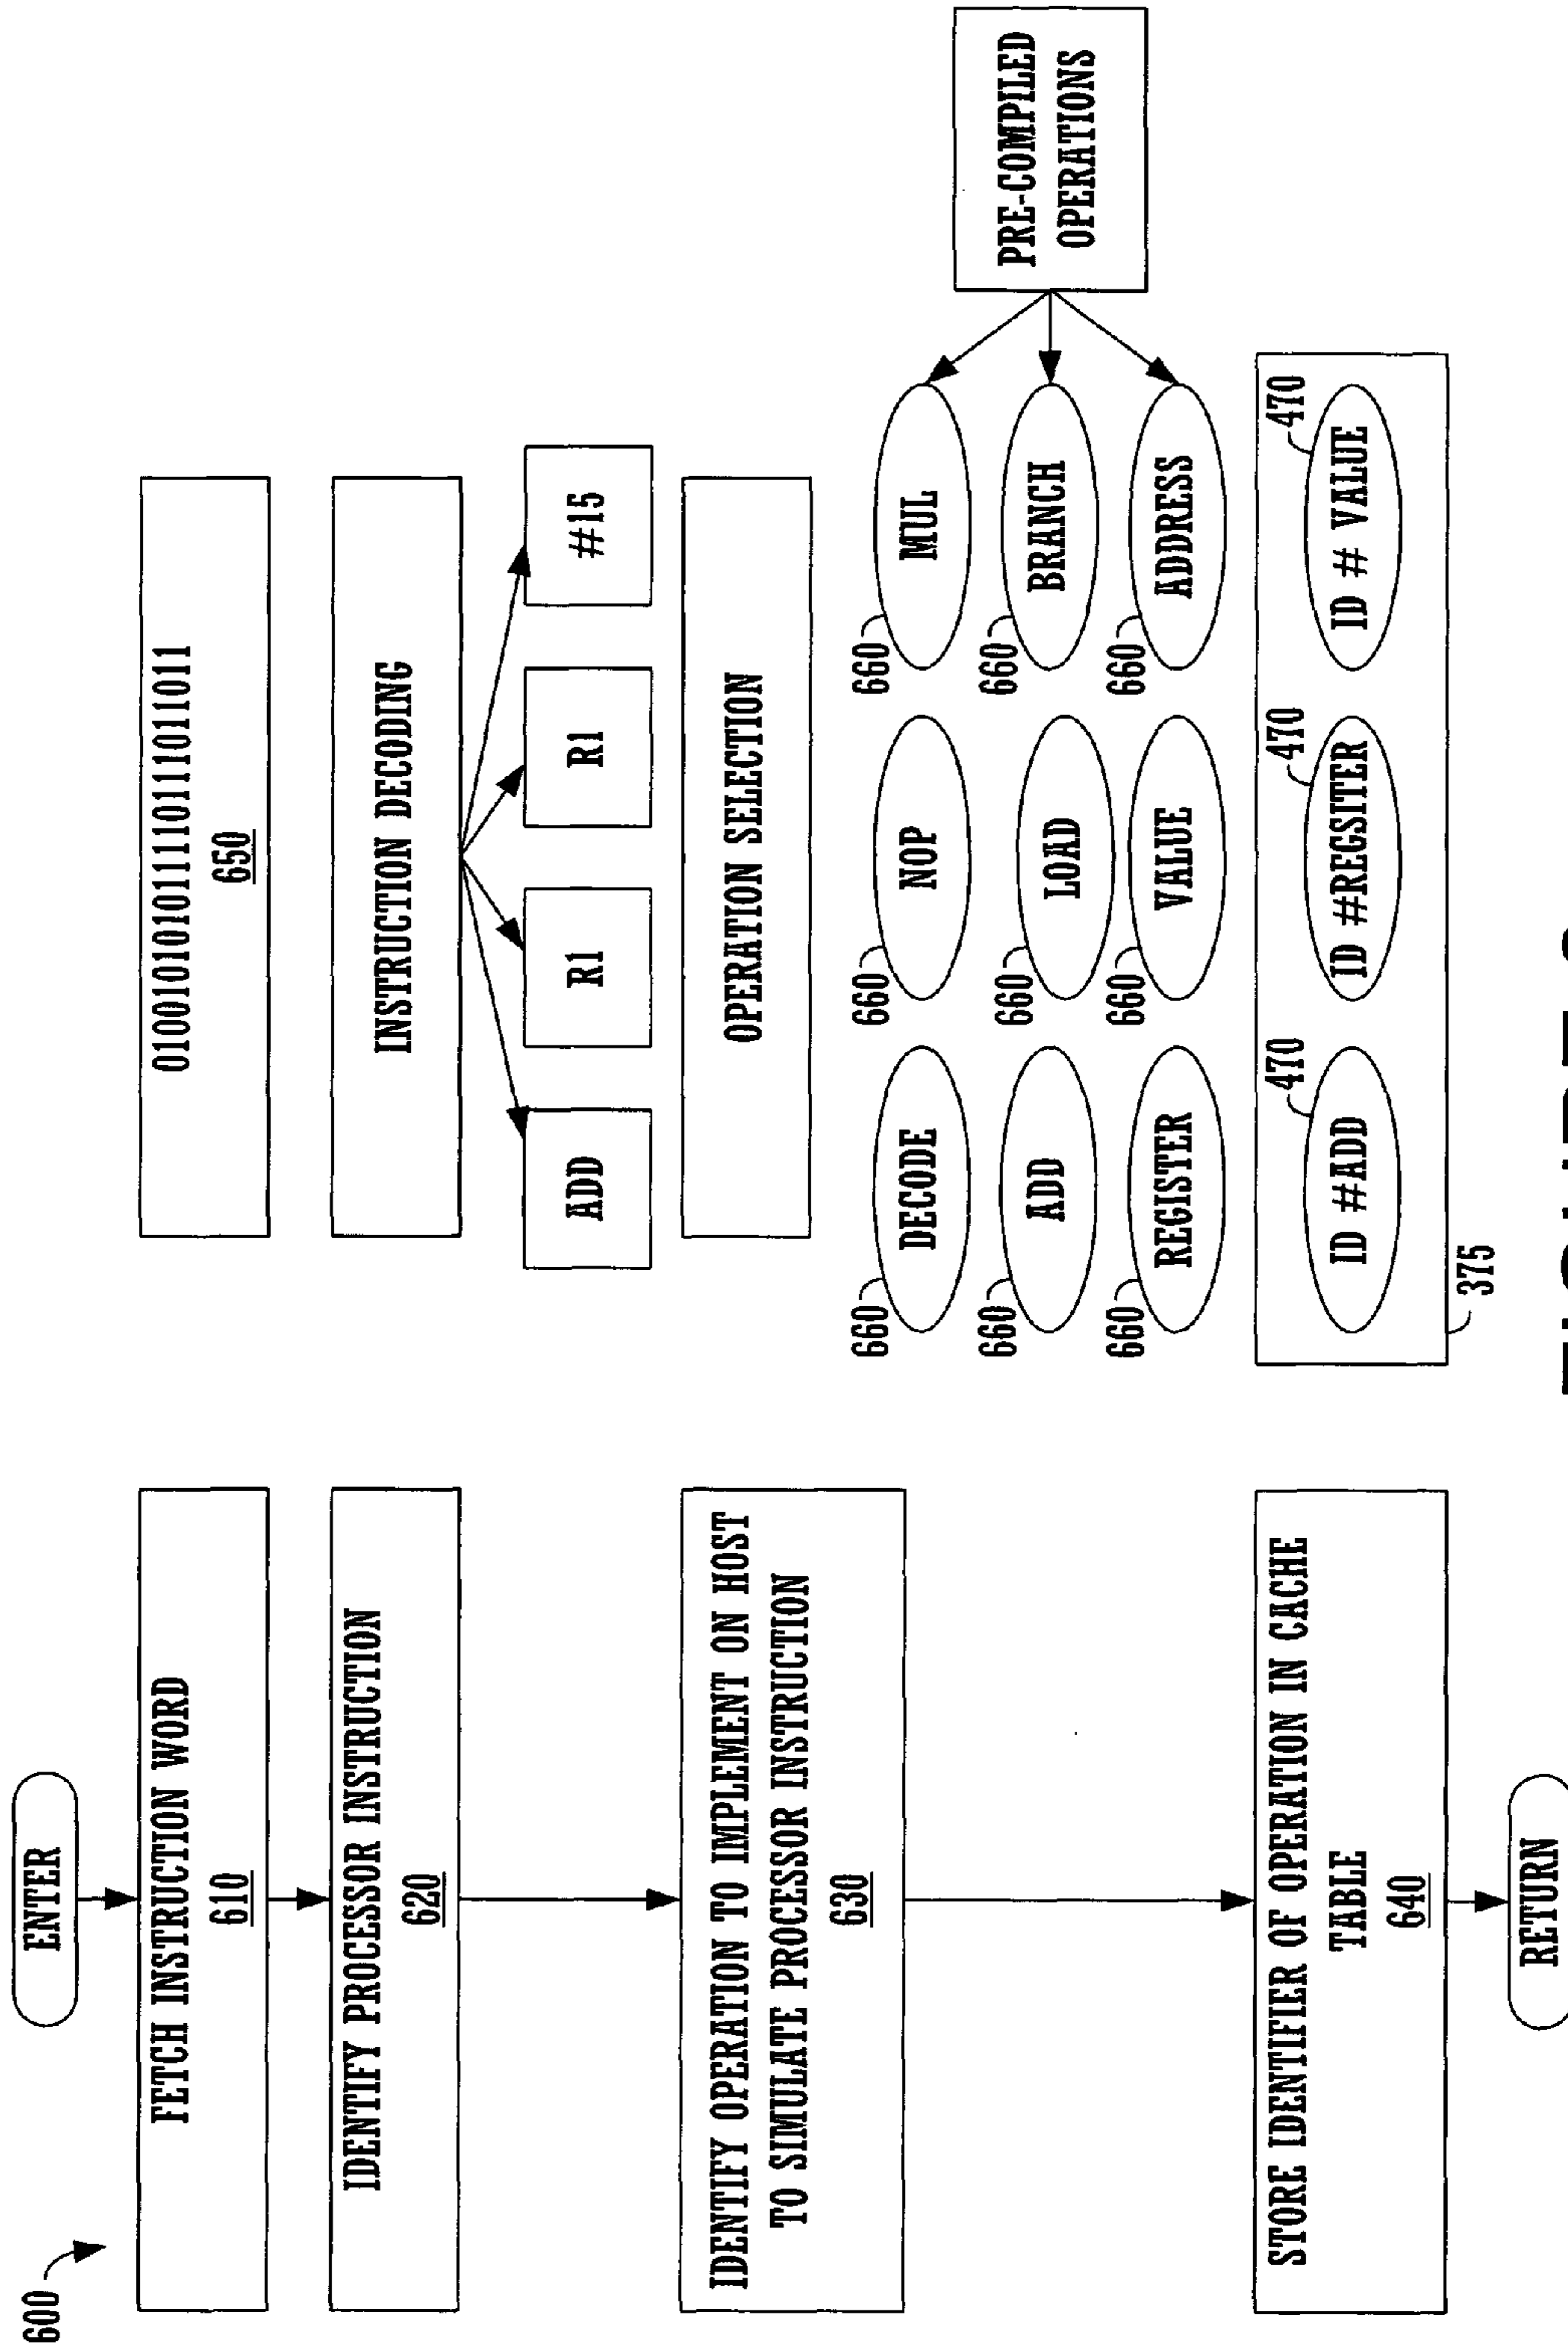 600
ENTER
FETCH INSTRUCTION WORD
610
IDENTIFY PROCESSOR INSTRUCTION
620
IDENTIFY OPERATION TO IMPLEMENT ON HOST
TO SIMULATE PROCESSOR INSTRUCTION
630
STORE IDENTIFIER OF OPERATION IN CACHE
TABLE
640
RETURN
0100101010111101110111011011
650
INSTRUCTION DECODING
ADD
R1
R1
#15
OPERATION SELECTION
660
DECODE
660
NOP
660
MUL
660
ADD
660
LOAD
660
BRANCH
660
REGISTER
660
VALUE
660
ADDRESS
PRE-COMPILED
OPERATIONS
470
ID #ADD
470
ID #REGSITER
470
ID # VALUE
375